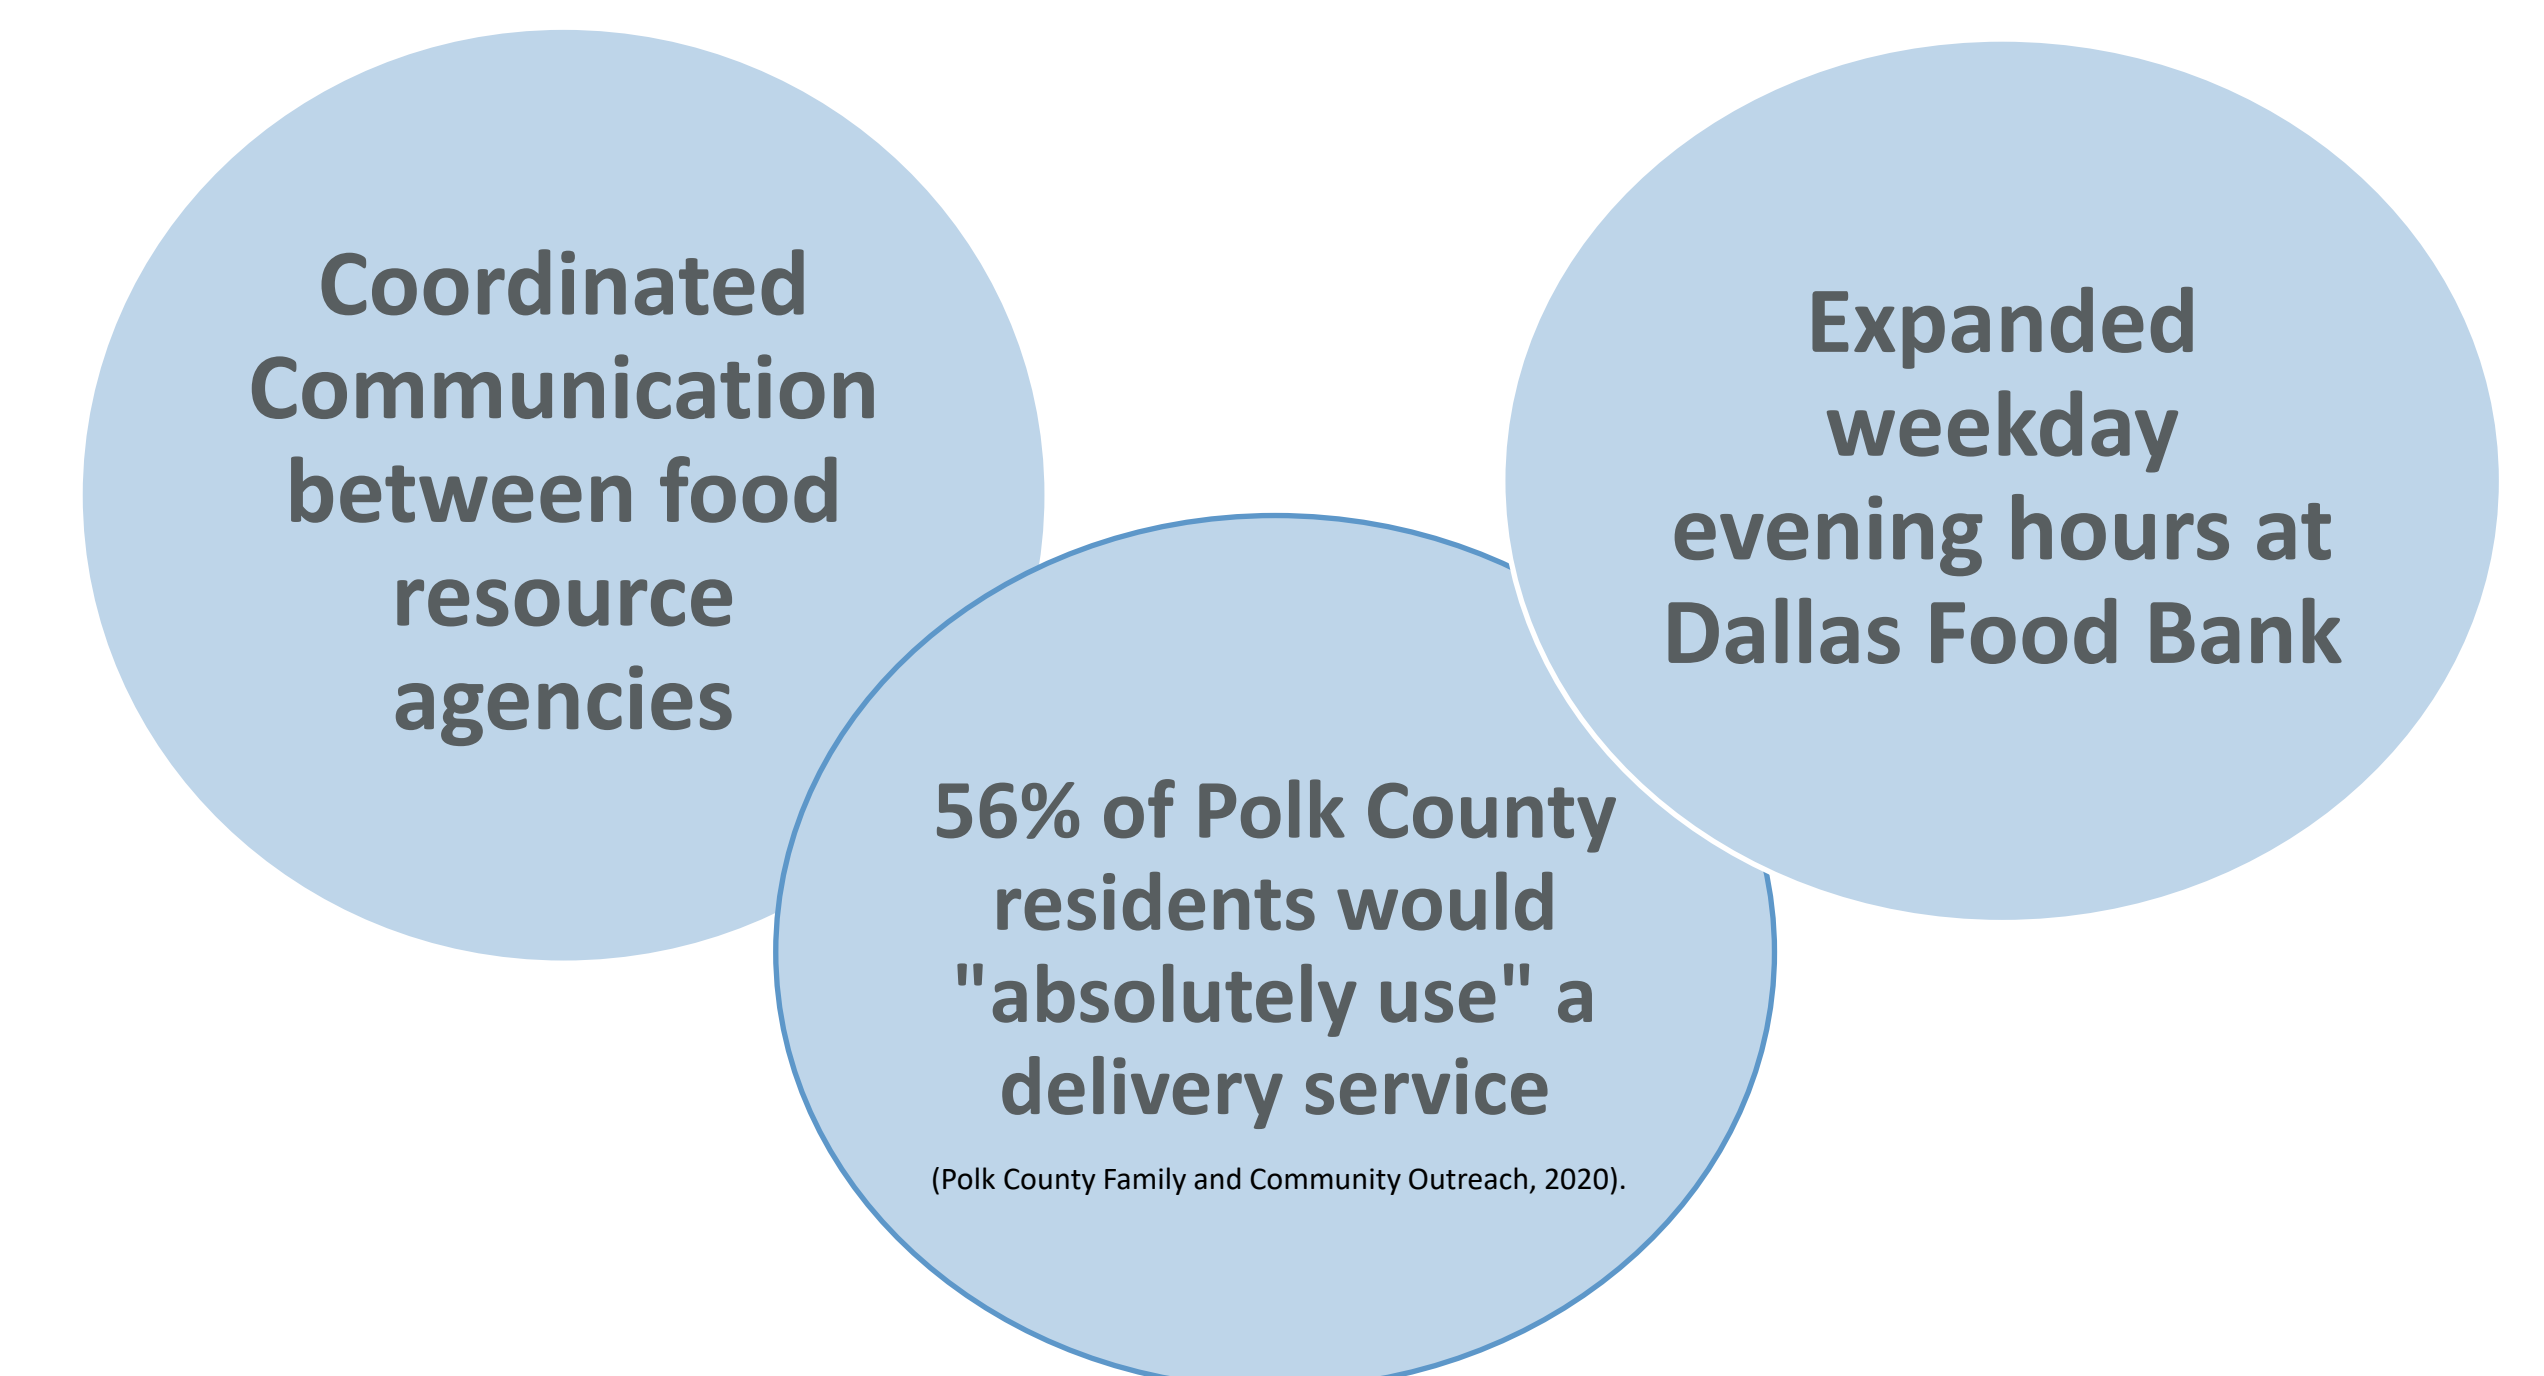 Coordinated
Communication
between food
resource
agencies
Expanded
weekday
evening hours at
Dallas Food Bank
56% of Polk County
residents would
"absolutely use" a
delivery service
(Polk County Family and Community Outreach, 2020).